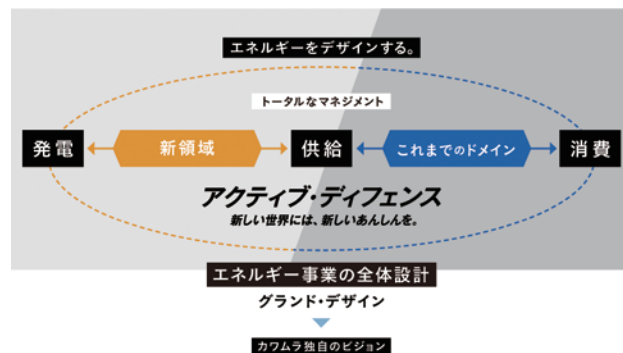 エネルギーをデザインする。
トータルなマネジメント
発電
新領域
供給
これまでのドメイン
消費
アクティブ・ディフェンス
新しい世界には、新しいあんしんを。
エネルギー事業の全体設計
グランド・デザイン
カワムラ独自のビジョン